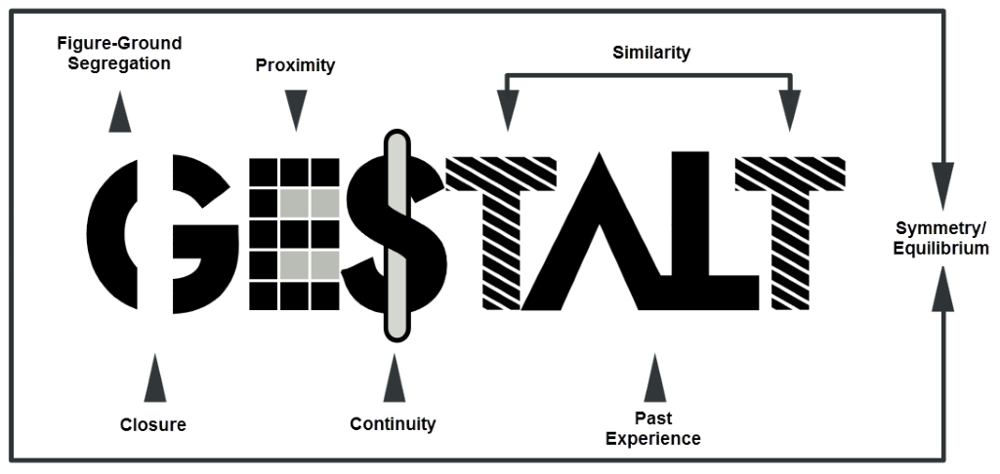 Figure-Ground
Segregation
Proximity
Similarity
GESTALT
Symmetry/
Equilibrium
Closure
Continuity
Past
Experience